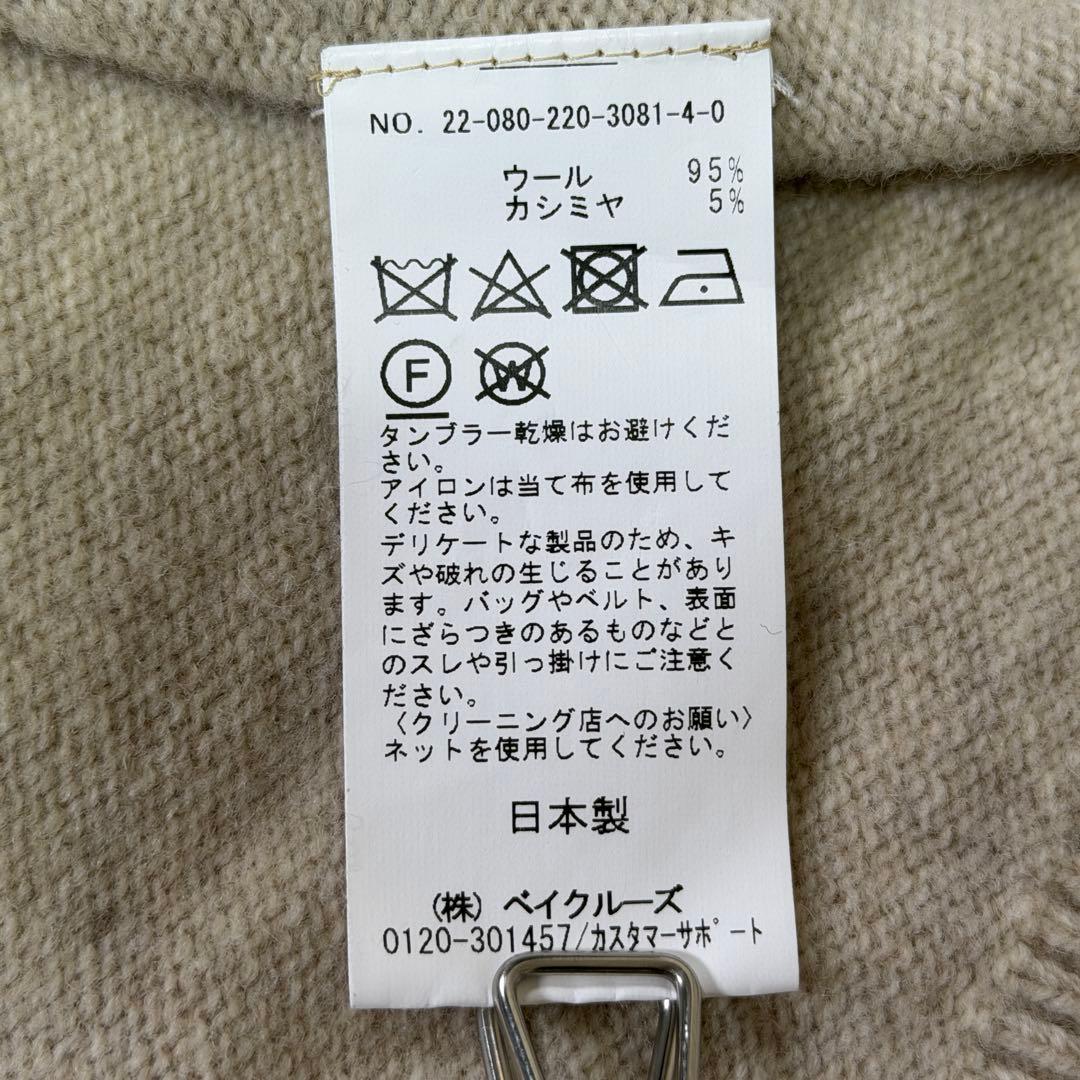 NO. 22-080-220-3081-4-0
ウール 95%
カシミヤ 5%
F
W
タンブラー乾燥はお避けくだ
さい。
アイロンは当て布を使用して
ください。
デリケートな製品のため、キ
ズや破れの生じることがあり
ます。バッグやベルト、表面
にざらつきのあるものなどと
のスレや引っ掛けにご注意く
ださい。
〈クリーニング店へのお願い〉
ネットを使用してください。
日本製
(株) ベイクルーズ
0120-301457/カスタマーサポート